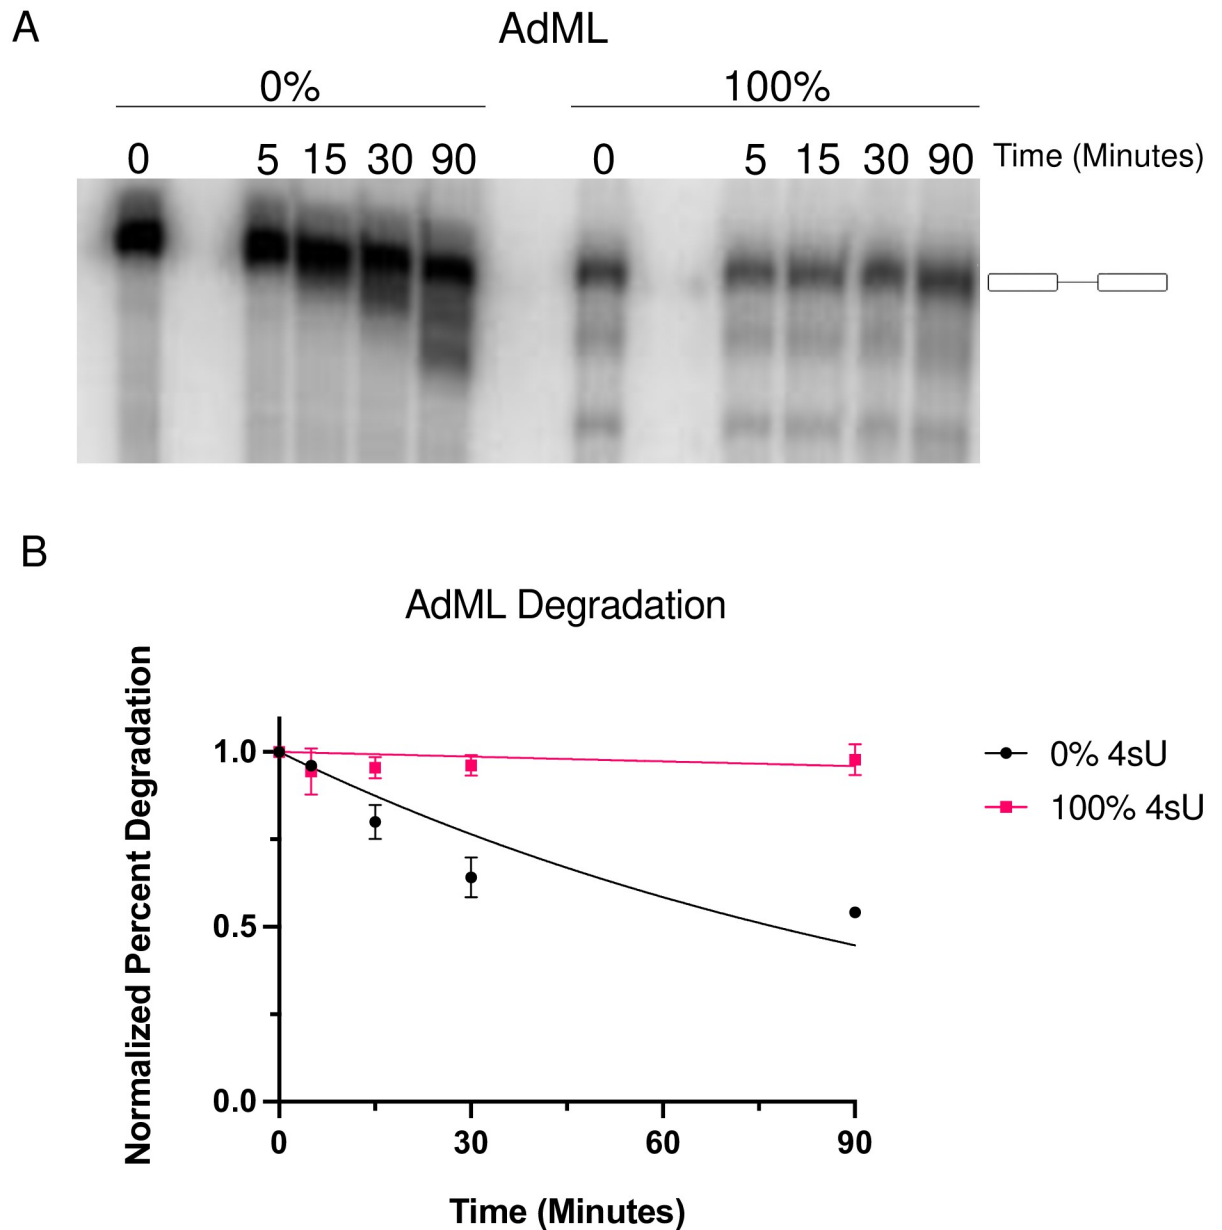 A
AdML
0% 100%
0 5 15 30 90 0 5 15 30 90 Time (Minutes)
B
AdML Degradation
Normalized Percent Degradation
1.0
0.5
0.0
0 30 60 90
Time (Minutes)
0% 4sU
100% 4sU